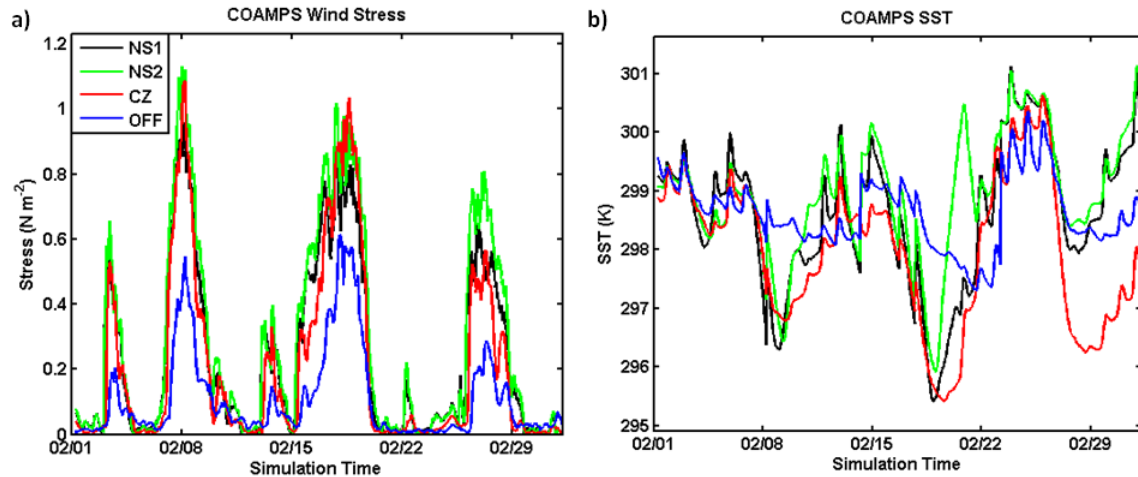 a)
COAMPS Wind Stress
NS1
NS2
CZ
OFF
Stress (N m-2)
1.2
1
0.8
0.6
0.4
0.2
0
02/01 02/08 02/15 02/22 02/29
Simulation Time
b)
COAMPS SST
SST (K)
301
300
299
298
297
296
295
02/01 02/08 02/15 02/22 02/29
Simulation Time